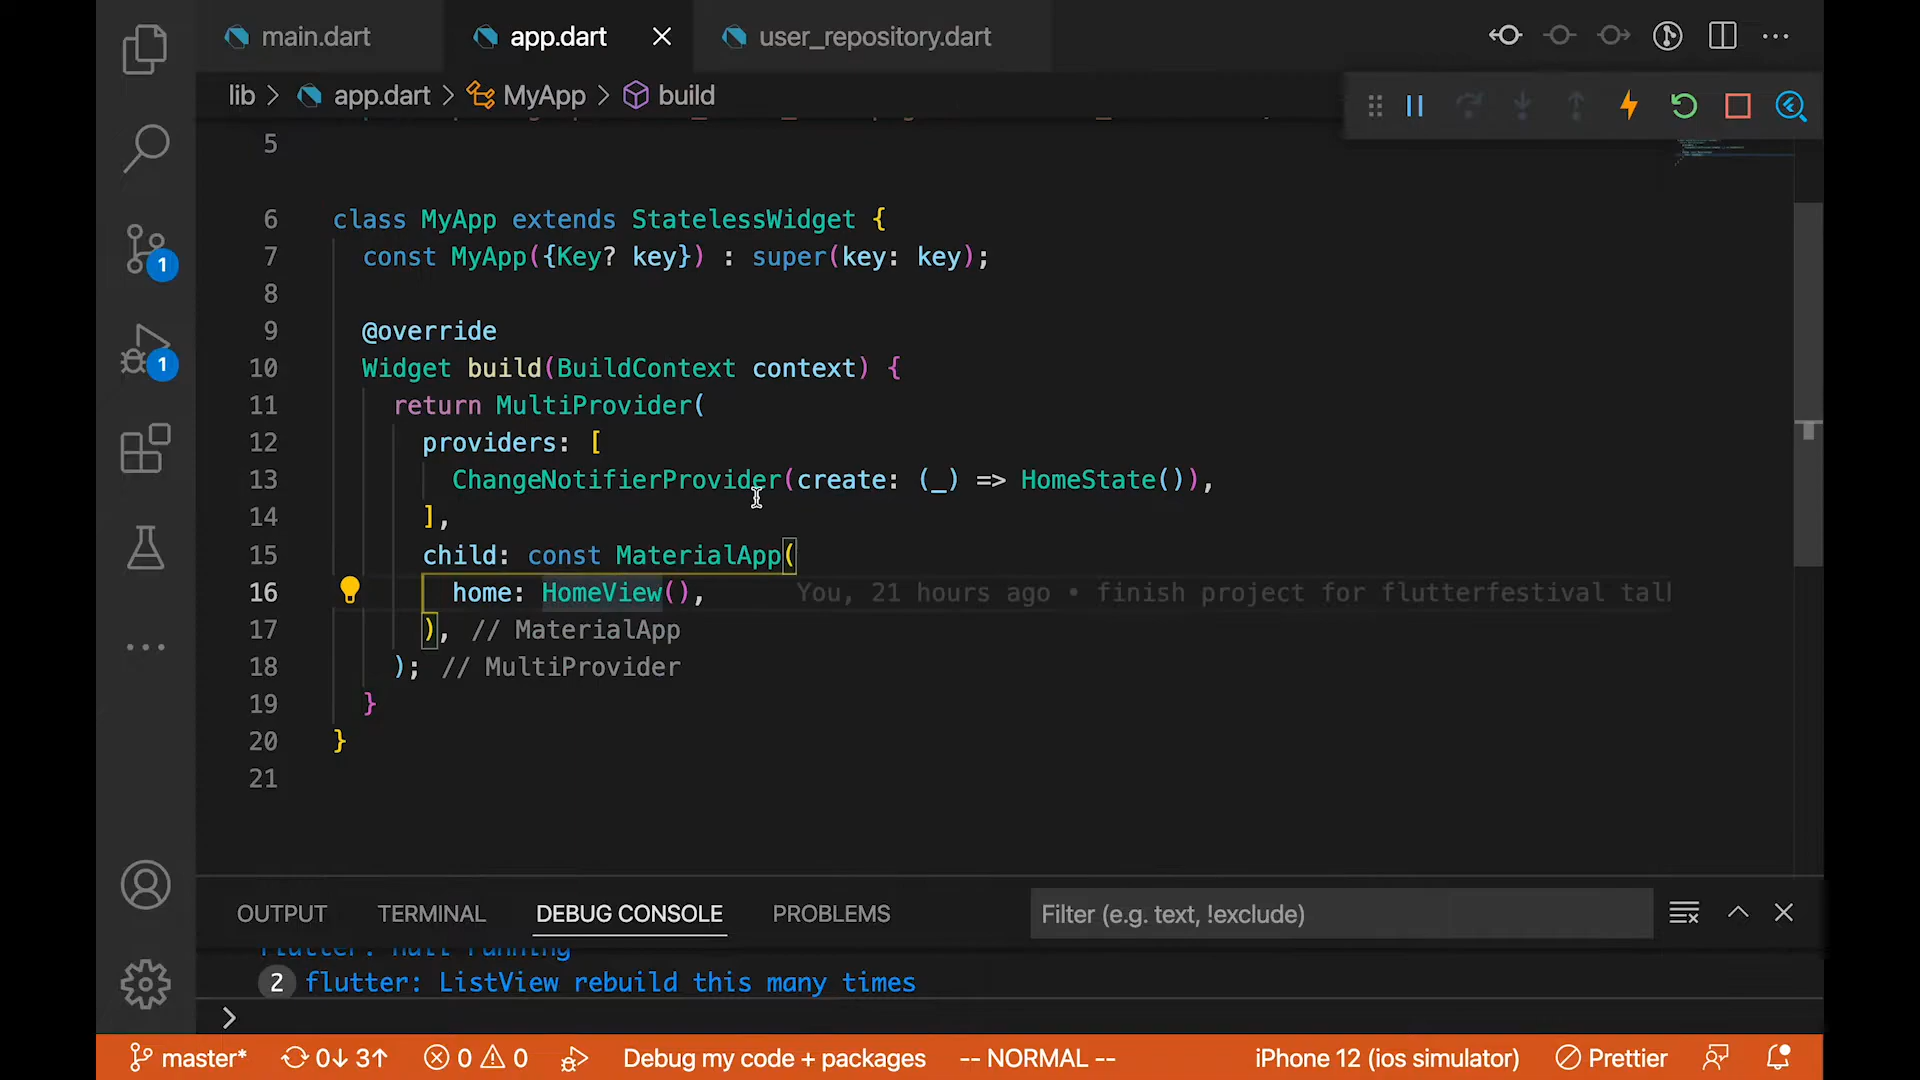 main.dart
app.dart
user_repository.dart
lib > app.dart > MyApp > build
5
6 class MyApp extends StatelessWidget {
7 const MyApp({Key? key}) : super(key: key);
8
9 @override
10 Widget build(BuildContext context) {
11 return MultiProvider(
12 providers: [
13 ChangeNotifierProvider(create: (_) => HomeState()),
14 ],
15 child: const MaterialApp(
16 home: HomeView(), You, 21 hours ago • finish project for flutterfestival tal
17 ), // MaterialApp
18 ); // MultiProvider
19 }
20 }
21
1
1
OUTPUT TERMINAL DEBUG CONSOLE PROBLEMS Filter (e.g. text, !exclude)
flutter: null running
2 flutter: ListView rebuild this many times
>
master* 0↓ 3↑ 0 0 Debug my code + packages -- NORMAL -- iPhone 12 (ios simulator) Prettier